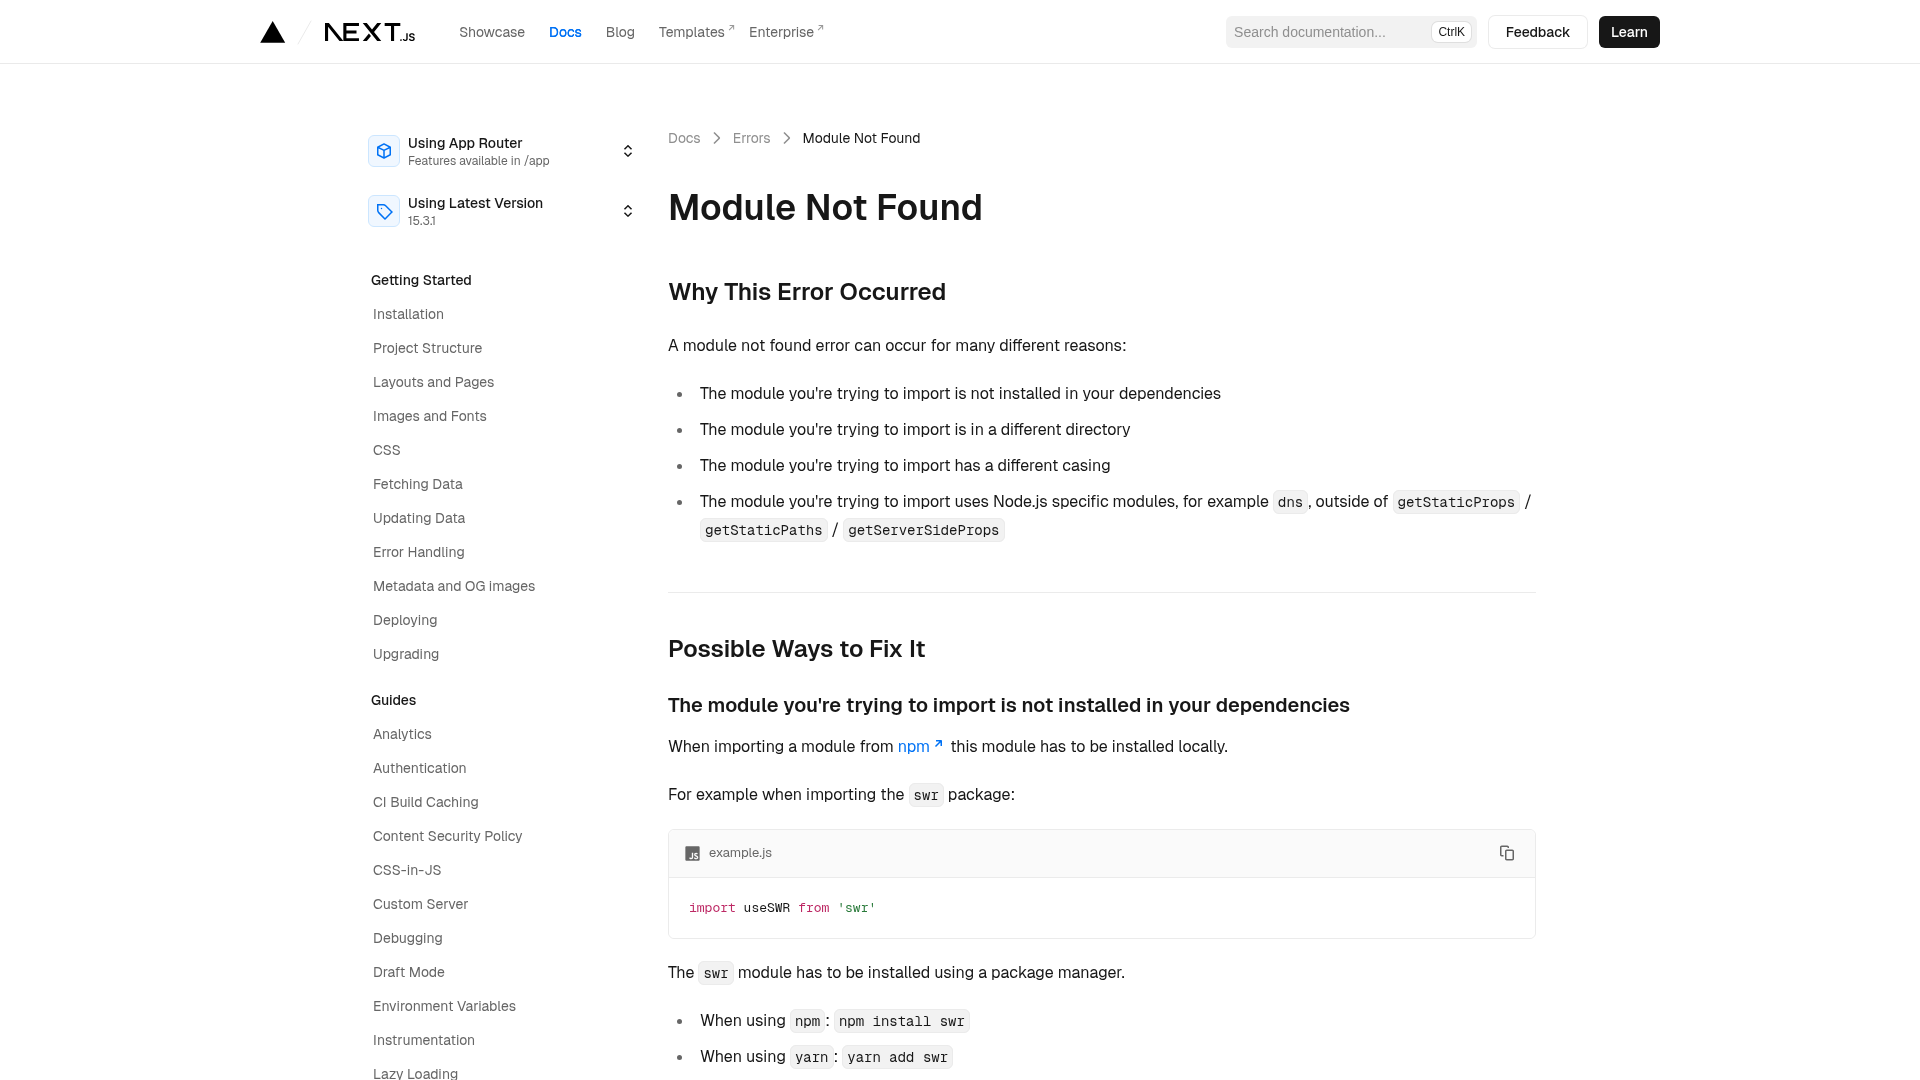 NEXT.JS
Showcase
Docs
Blog
Templates
Enterprise
Search documentation...
CtrlK
Feedback
Learn
Using App Router
Features available in /app
Using Latest Version
15.3.1
Getting Started
Installation
Project Structure
Layouts and Pages
Images and Fonts
CSS
Fetching Data
Updating Data
Error Handling
Metadata and OG images
Deploying
Upgrading
Guides
Analytics
Authentication
CI Build Caching
Content Security Policy
CSS-in-JS
Custom Server
Debugging
Draft Mode
Environment Variables
Instrumentation
Lazy Loading
Docs > Errors > Module Not Found
Module Not Found
Why This Error Occurred
A module not found error can occur for many different reasons:
• The module you're trying to import is not installed in your dependencies
• The module you're trying to import is in a different directory
• The module you're trying to import has a different casing
• The module you're trying to import uses Node.js specific modules, for example dns, outside of getStaticProps /
getStaticPaths / getServerSideProps
Possible Ways to Fix It
The module you're trying to import is not installed in your dependencies
When importing a module from npm this module has to be installed locally.
For example when importing the swr package:
JS example.js
import useSWR from 'swr'
The swr module has to be installed using a package manager.
• When using npm: npm install swr
• When using yarn: yarn add swr